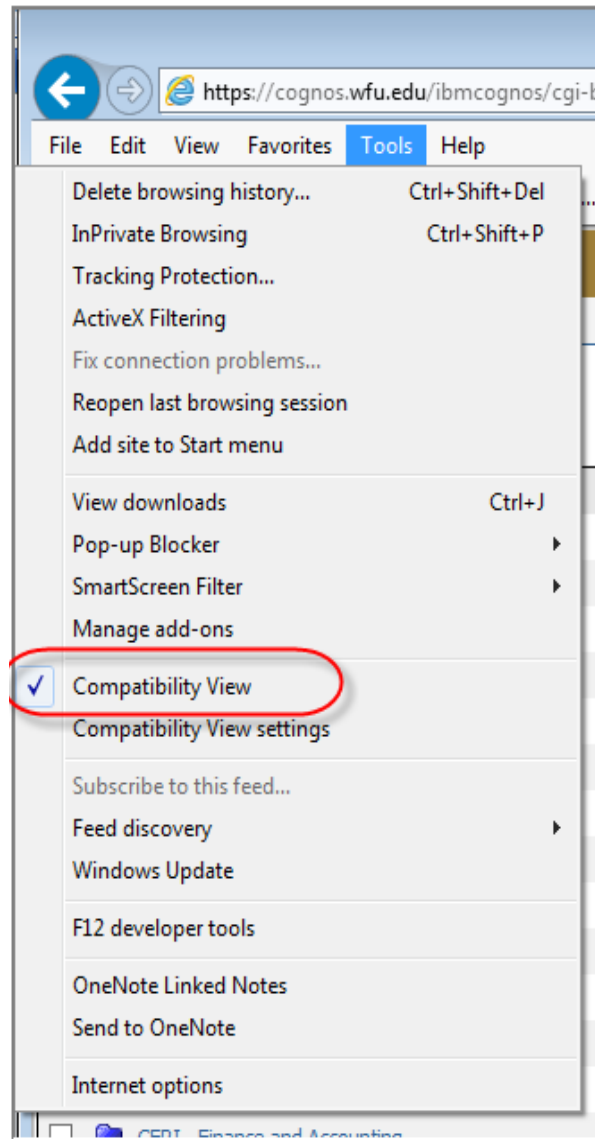 https://cognos.wfu.edu/ibmcognos/cgi-b
File Edit View Favorites Tools Help
Delete browsing history... Ctrl+Shift+Del
InPrivate Browsing Ctrl+Shift+P
Tracking Protection...
ActiveX Filtering
Fix connection problems...
Reopen last browsing session
Add site to Start menu
View downloads Ctrl+J
Pop-up Blocker
SmartScreen Filter
Manage add-ons
Compatibility View
Compatibility View settings
Subscribe to this feed...
Feed discovery
Windows Update
F12 developer tools
OneNote Linked Notes
Send to OneNote
Internet options
Finance and Accounting